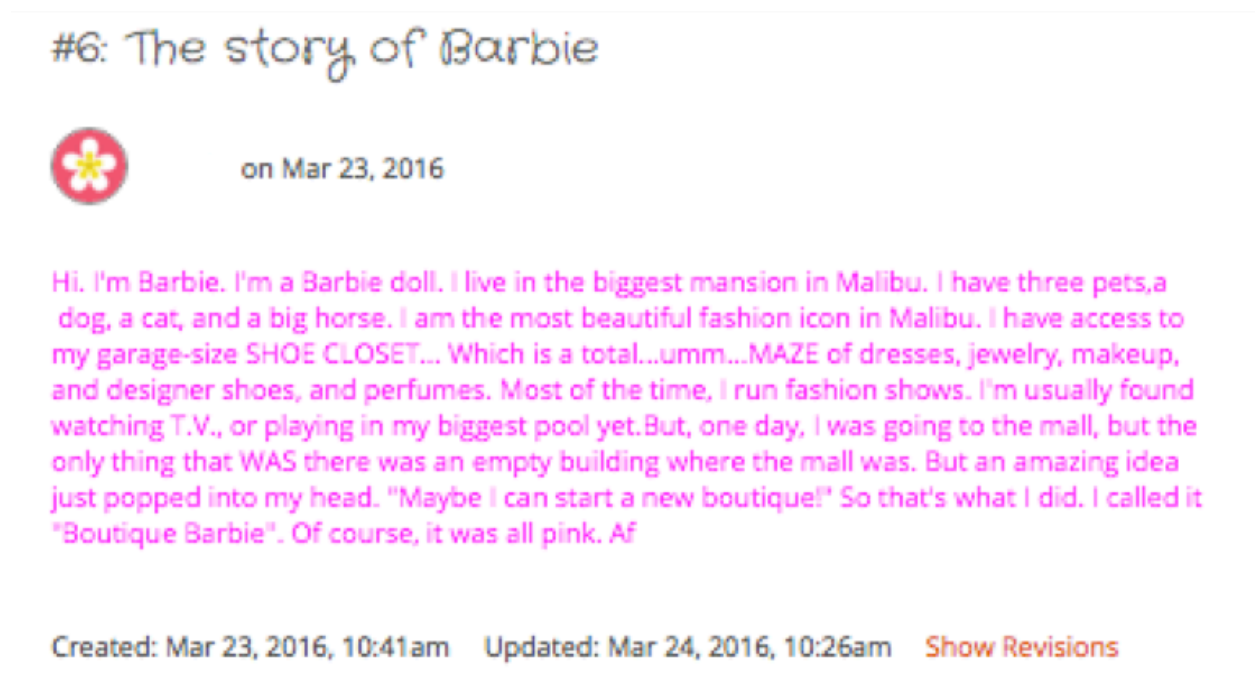 #6: The story of Barbie
on Mar 23, 2016
Hi. I'm Barbie. I'm a Barbie doll. I live in the biggest mansion in Malibu. I have three pets,a
dog, a cat, and a big horse. I am the most beautiful fashion icon in Malibu. I have access to
my garage-size SHOE CLOSET... Which is a total...umm...MAZE of dresses, jewelry, makeup,
and designer shoes, and perfumes. Most of the time, I run fashion shows. I'm usually found
watching T.V., or playing in my biggest pool yet.But, one day, I was going to the mall, but the
only thing that WAS there was an empty building where the mall was. But an amazing idea
just popped into my head. "Maybe I can start a new boutique!" So that's what I did. I called it
"Boutique Barbie". Of course, it was all pink. Af
Created: Mar 23, 2016, 10:41am Updated: Mar 24, 2016, 10:26am Show Revisions